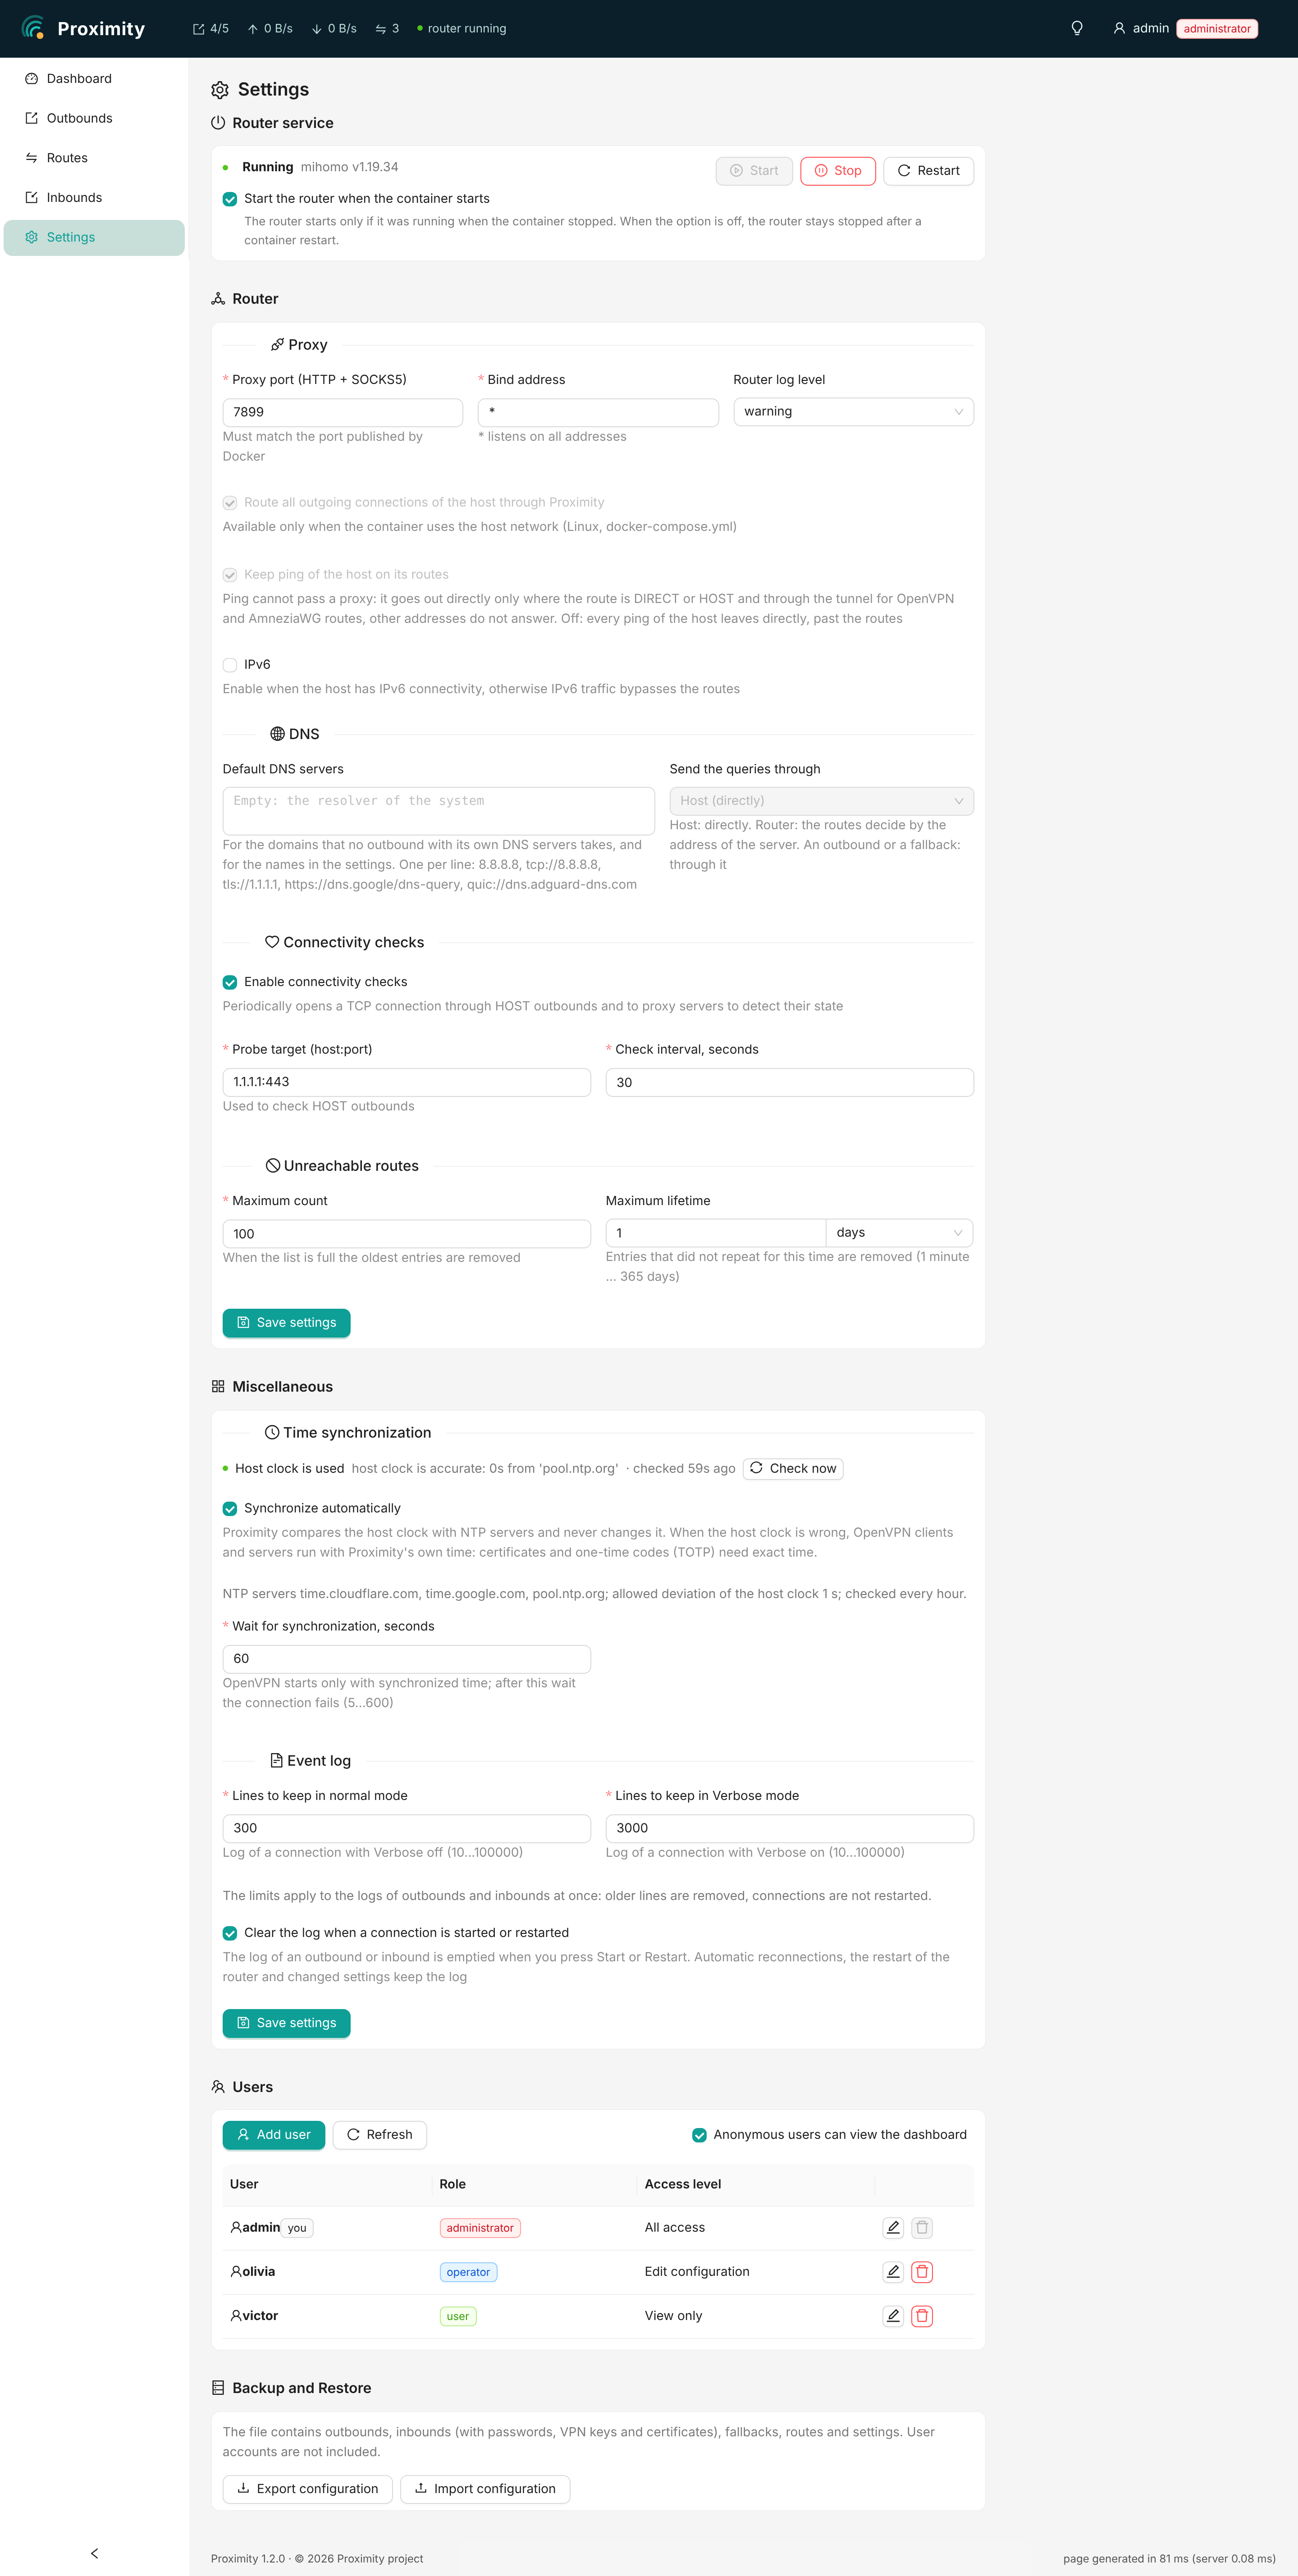 Proximity
4/5
0 B/s
0 B/s
3
router running
admin
administrator
Dashboard
Outbounds
Routes
Inbounds
Settings
Settings
Router service
Running mihomo v1.19.34
Start
Stop
Restart
Start the router when the container starts
The router starts only if it was running when the container stopped. When the option is off, the router stays stopped after a
container restart.
Router
Proxy
* Proxy port (HTTP + SOCKS5)
* Bind address
Router log level
7899
*
warning
Must match the port published by
Docker
* listens on all addresses
Route all outgoing connections of the host through Proximity
Available only when the container uses the host network (Linux, docker-compose.yml)
Keep ping of the host on its routes
Ping cannot pass a proxy: it goes out directly only where the route is DIRECT or HOST and through the tunnel for OpenVPN
and AmneziaWG routes, other addresses do not answer. Off: every ping of the host leaves directly, past the routes
IPv6
Enable when the host has IPv6 connectivity, otherwise IPv6 traffic bypasses the routes
DNS
Default DNS servers
Send the queries through
Empty: the resolver of the system
Host (directly)
For the domains that no outbound with its own DNS servers takes, and
for the names in the settings. One per line: 8.8.8.8, tcp://8.8.8.8,
tls://1.1.1.1, https://dns.google/dns-query, quic://dns.adguard-dns.com
Host: directly. Router: the routes decide by the
address of the server. An outbound or a fallback:
through it
Connectivity checks
Enable connectivity checks
Periodically opens a TCP connection through HOST outbounds and to proxy servers to detect their state
* Probe target (host:port)
* Check interval, seconds
1.1.1.1:443
30
Used to check HOST outbounds
Unreachable routes
* Maximum count
Maximum lifetime
100
1
days
When the list is full the oldest entries are removed
Entries that did not repeat for this time are removed (1 minute
... 365 days)
Save settings
Miscellaneous
Time synchronization
Host clock is used host clock is accurate: 0s from 'pool.ntp.org' · checked 59s ago
Check now
Synchronize automatically
Proximity compares the host clock with NTP servers and never changes it. When the host clock is wrong, OpenVPN clients
and servers run with Proximity's own time: certificates and one-time codes (TOTP) need exact time.
NTP servers time.cloudflare.com, time.google.com, pool.ntp.org; allowed deviation of the host clock 1 s; checked every hour.
* Wait for synchronization, seconds
60
OpenVPN starts only with synchronized time; after this wait
the connection fails (5...600)
Event log
* Lines to keep in normal mode
* Lines to keep in Verbose mode
300
3000
Log of a connection with Verbose off (10...100000)
Log of a connection with Verbose on (10...100000)
The limits apply to the logs of outbounds and inbounds at once: older lines are removed, connections are not restarted.
Clear the log when a connection is started or restarted
The log of an outbound or inbound is emptied when you press Start or Restart. Automatic reconnections, the restart of the
router and changed settings keep the log
Save settings
Users
Add user
Refresh
Anonymous users can view the dashboard
User
Role
Access level
admin
you
administrator
All access
olivia
operator
Edit configuration
victor
user
View only
Backup and Restore
The file contains outbounds, inbounds (with passwords, VPN keys and certificates), fallbacks, routes and settings. User
accounts are not included.
Export configuration
Import configuration
Proximity 1.2.0 · © 2026 Proximity project
page generated in 81 ms (server 0.08 ms)